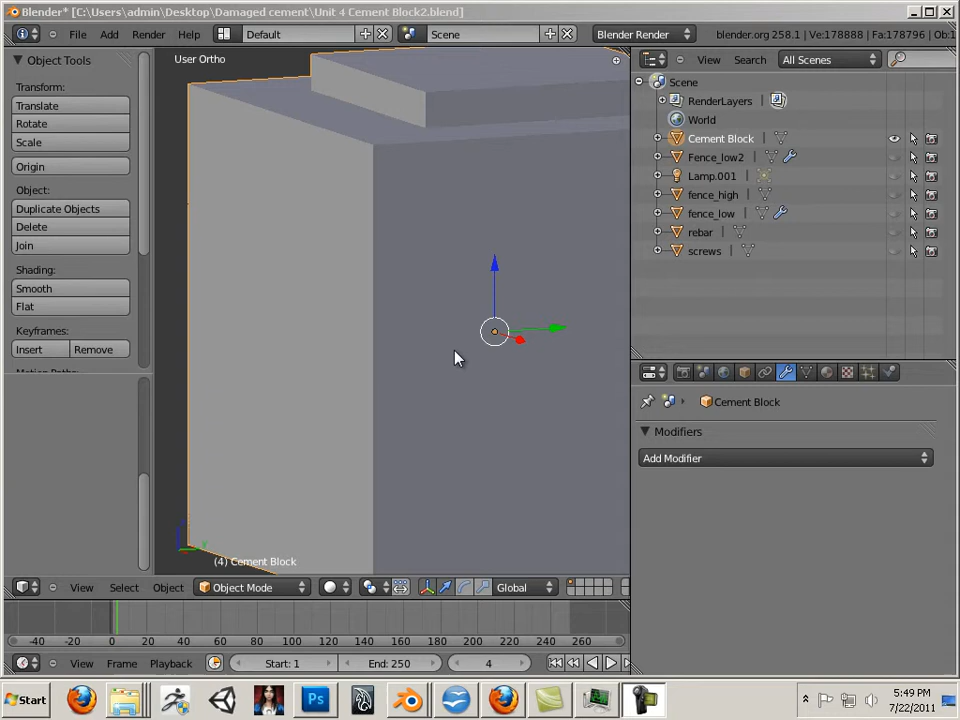 Blender* [C:\Users\admin\Desktop\Damaged cement\Unit 4 Cement Block2.blend]
File Add Render Help Default Scene Blender Render blender.org 258.1 | Ve:178888 | Fa:178796 | Ob:1
Object Tools
Transform:
Translate
Rotate
Scale
Origin
Object:
Duplicate Objects
Delete
Join
Shading:
Smooth
Flat
Keyframes:
Insert Remove
User Ortho
(4) Cement Block
View Search All Scenes
Scene
RenderLayers
World
Cement Block
Fence_low2
Lamp.001
fence_high
fence_low
rebar
screws
Cement Block
Modifiers
Add Modifier
View Select Object Object Mode Global
-40 -20 0 20 40 60 80 100 120 140 160 180 200 220 240 260
View Frame Playback Start: 1 End: 250 4
Start Ps 5:49 PM
7/22/2011